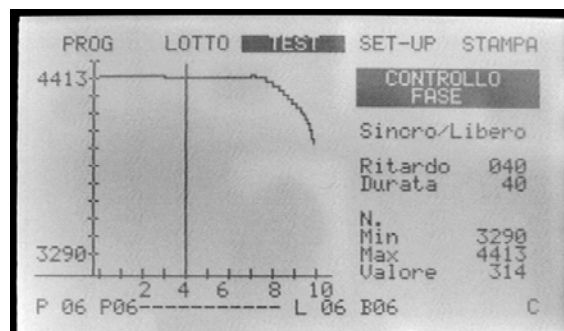 PROG LOTTO TEST SET-UP STAMPA
4413
CONTROLLO
FASE
Sincro/Libero
Ritardo 040
Durata 40
N.
Min 3290
Max 4413
Valore 314
3290
2 4 6 8 10
P 06 P06------------ L 06 B06 C